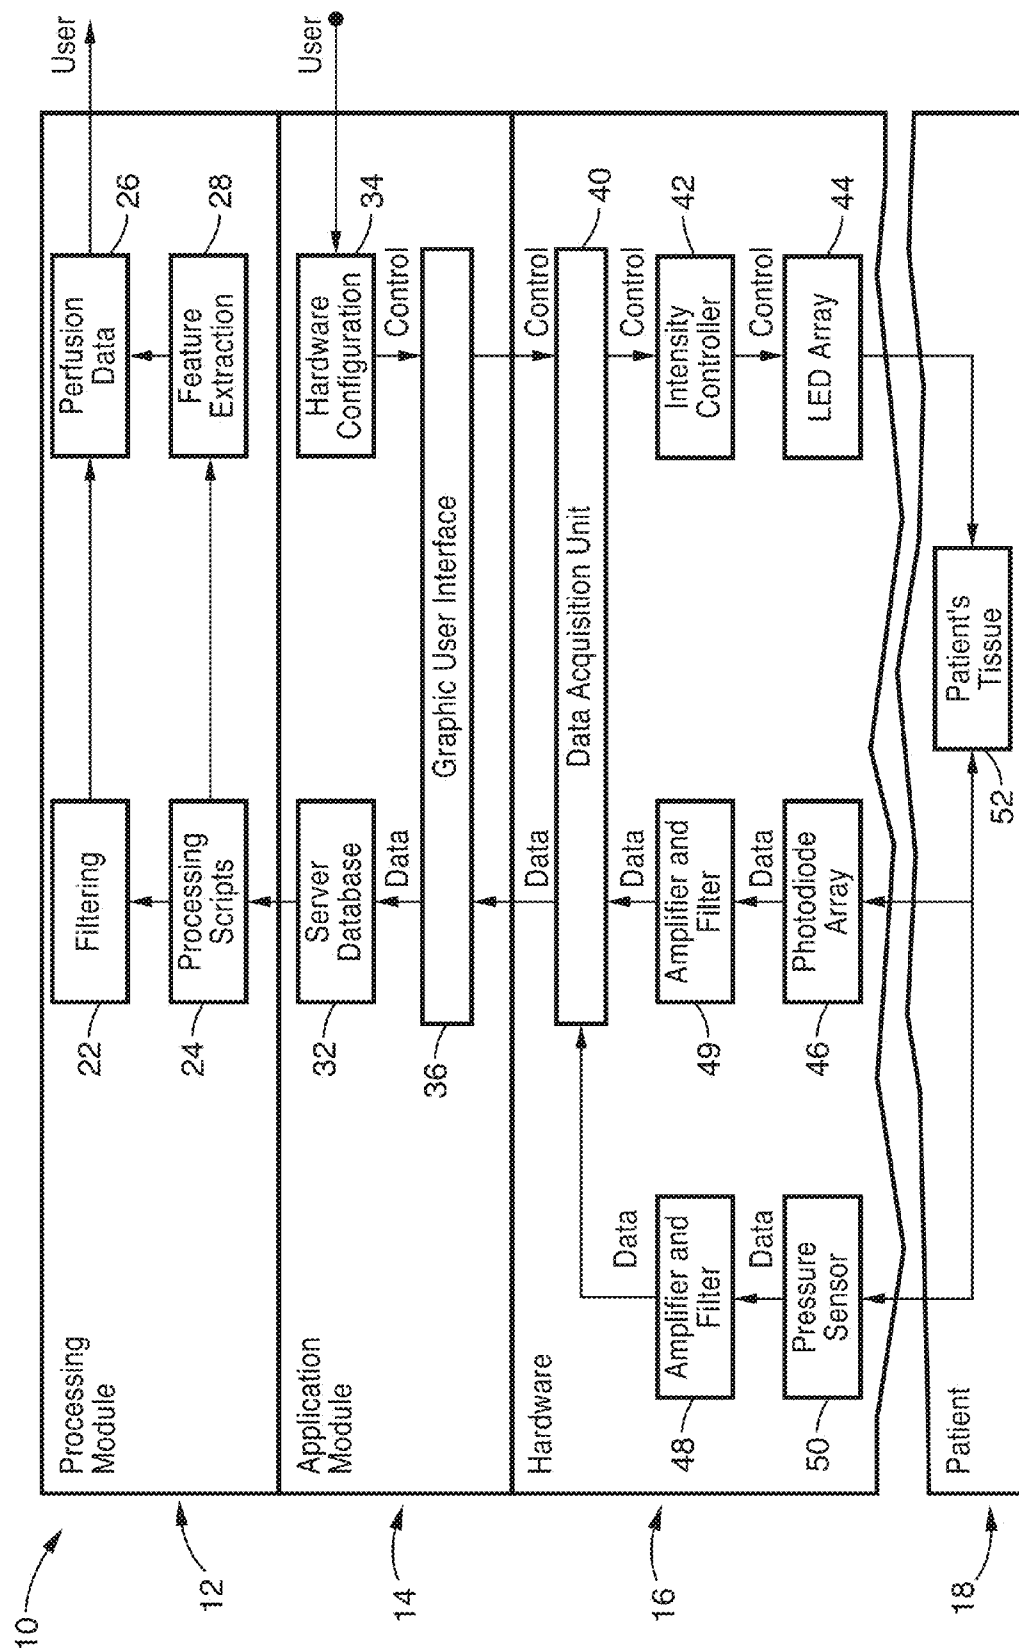 10
12
Processing
Module
22
Filtering
24
Processing
Scripts
Perfusion
Data
26
Feature
Extraction
28
User
14
Application
Module
32
Server
Database
Data
Hardware
Configuration
34
Control
User
36
Graphic User Interface
16
Hardware
Data
Control
Data Acquisition Unit
40
Data
Data
Control
48
Amplifier and
Filter
49
Amplifier and
Filter
Intensity
Controller
42
Data
Data
Control
50
Pressure
Sensor
46
Photodiode
Array
LED Array
44
18
Patient
52
Patient's
Tissue